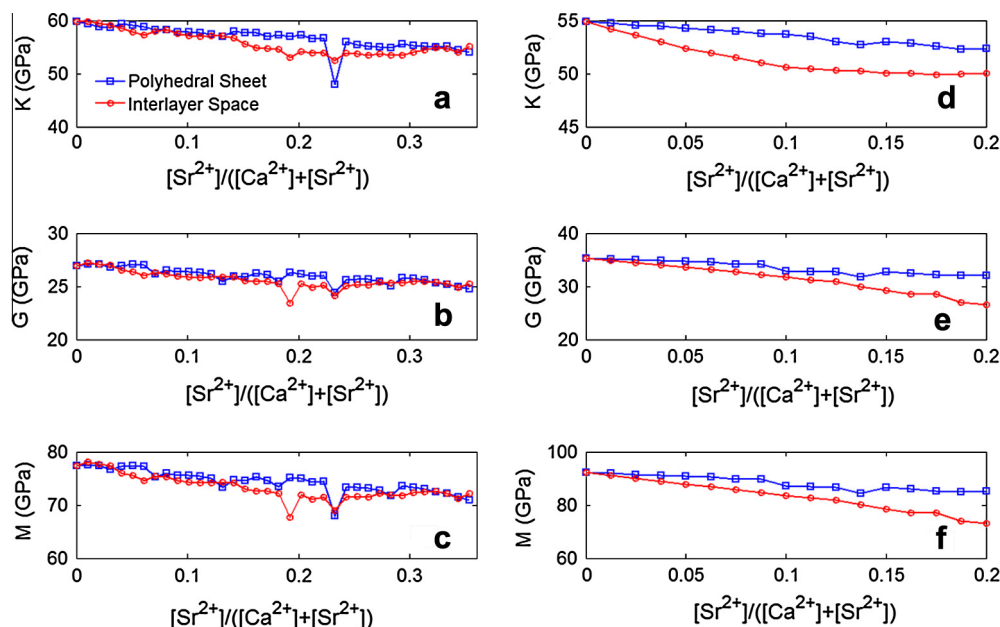 60
50
40
K (GPa)
Polyhedral Sheet
Interlayer Space
a
0 0.1 0.2 0.3
[Sr²⁺]/([Ca²⁺]+[Sr²⁺])
55
50
45
K (GPa)
d
0 0.05 0.1 0.15 0.2
[Sr²⁺]/([Ca²⁺]+[Sr²⁺])
30
25
20
G (GPa)
b
0 0.1 0.2 0.3
[Sr²⁺]/([Ca²⁺]+[Sr²⁺])
40
30
20
G (GPa)
e
0 0.05 0.1 0.15 0.2
[Sr²⁺]/([Ca²⁺]+[Sr²⁺])
80
70
60
M (GPa)
c
0 0.1 0.2 0.3
[Sr²⁺]/([Ca²⁺]+[Sr²⁺])
100
80
60
M (GPa)
f
0 0.05 0.1 0.15 0.2
[Sr²⁺]/([Ca²⁺]+[Sr²⁺])